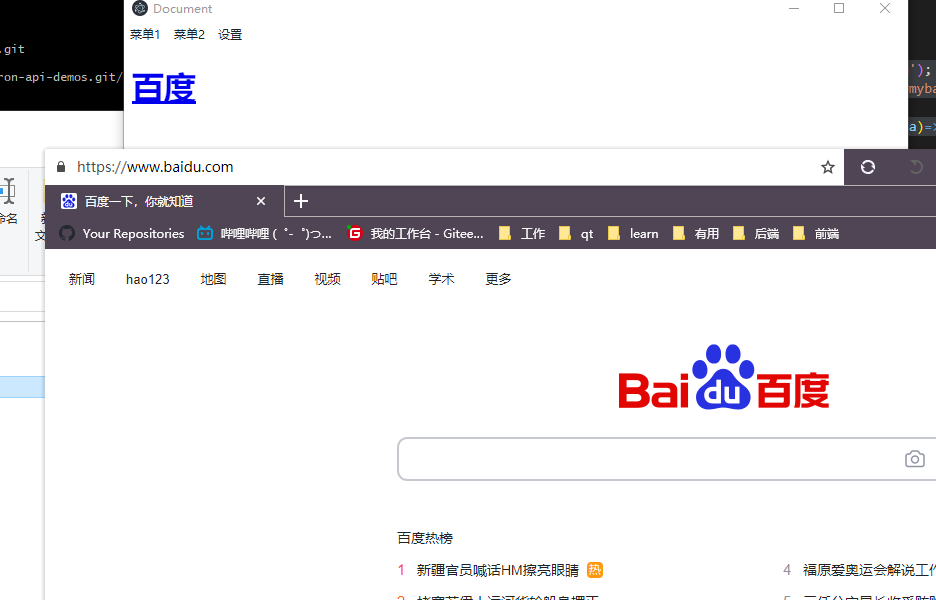 Document
.git
菜单1 菜单2 设置
ron-api-demos.git/
');
百度
myba
a)=>
https://www.baidu.com
百度一下，你就知道
命名
Your Repositories 哔哩哔哩 ( ゜- ゜)つ... 我的工作台 - Gitee... 工作 qt learn 有用 后端 前端
新闻 hao123 地图 直播 视频 贴吧 学术 更多
Bai du 百度
百度热榜
1 新疆官员喊话HM擦亮眼睛 热
4 福原爱奥运会解说工作